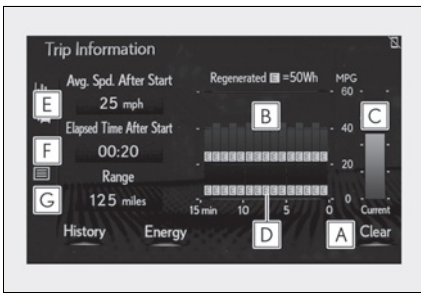 Trip Information
Avg. Spd. After Start
Regenerated E =50Wh
MPG
60
E
25 mph
B
C
Elapsed Time After Start
40
F
00:20
Range
20
G
125 miles
0
15 min
10
5
0
Current
History
Energy
D
A
Clear